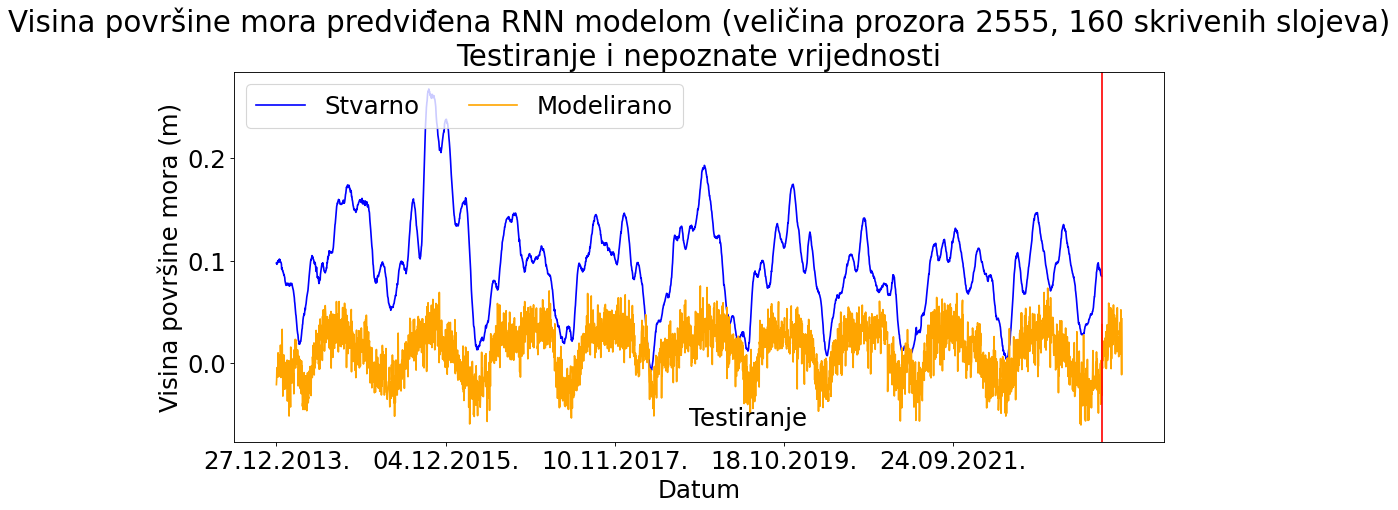 Visina površine mora predviđena RNN modelom (veličina prozora 2555, 160 skrivenih slojeva)
Testiranje i nepoznate vrijednosti
Stvarno Modelirano
Visina površine mora (m)
0.2
0.1
0.0
Testiranje
27.12.2013. 04.12.2015. 10.11.2017. 18.10.2019. 24.09.2021.
Datum